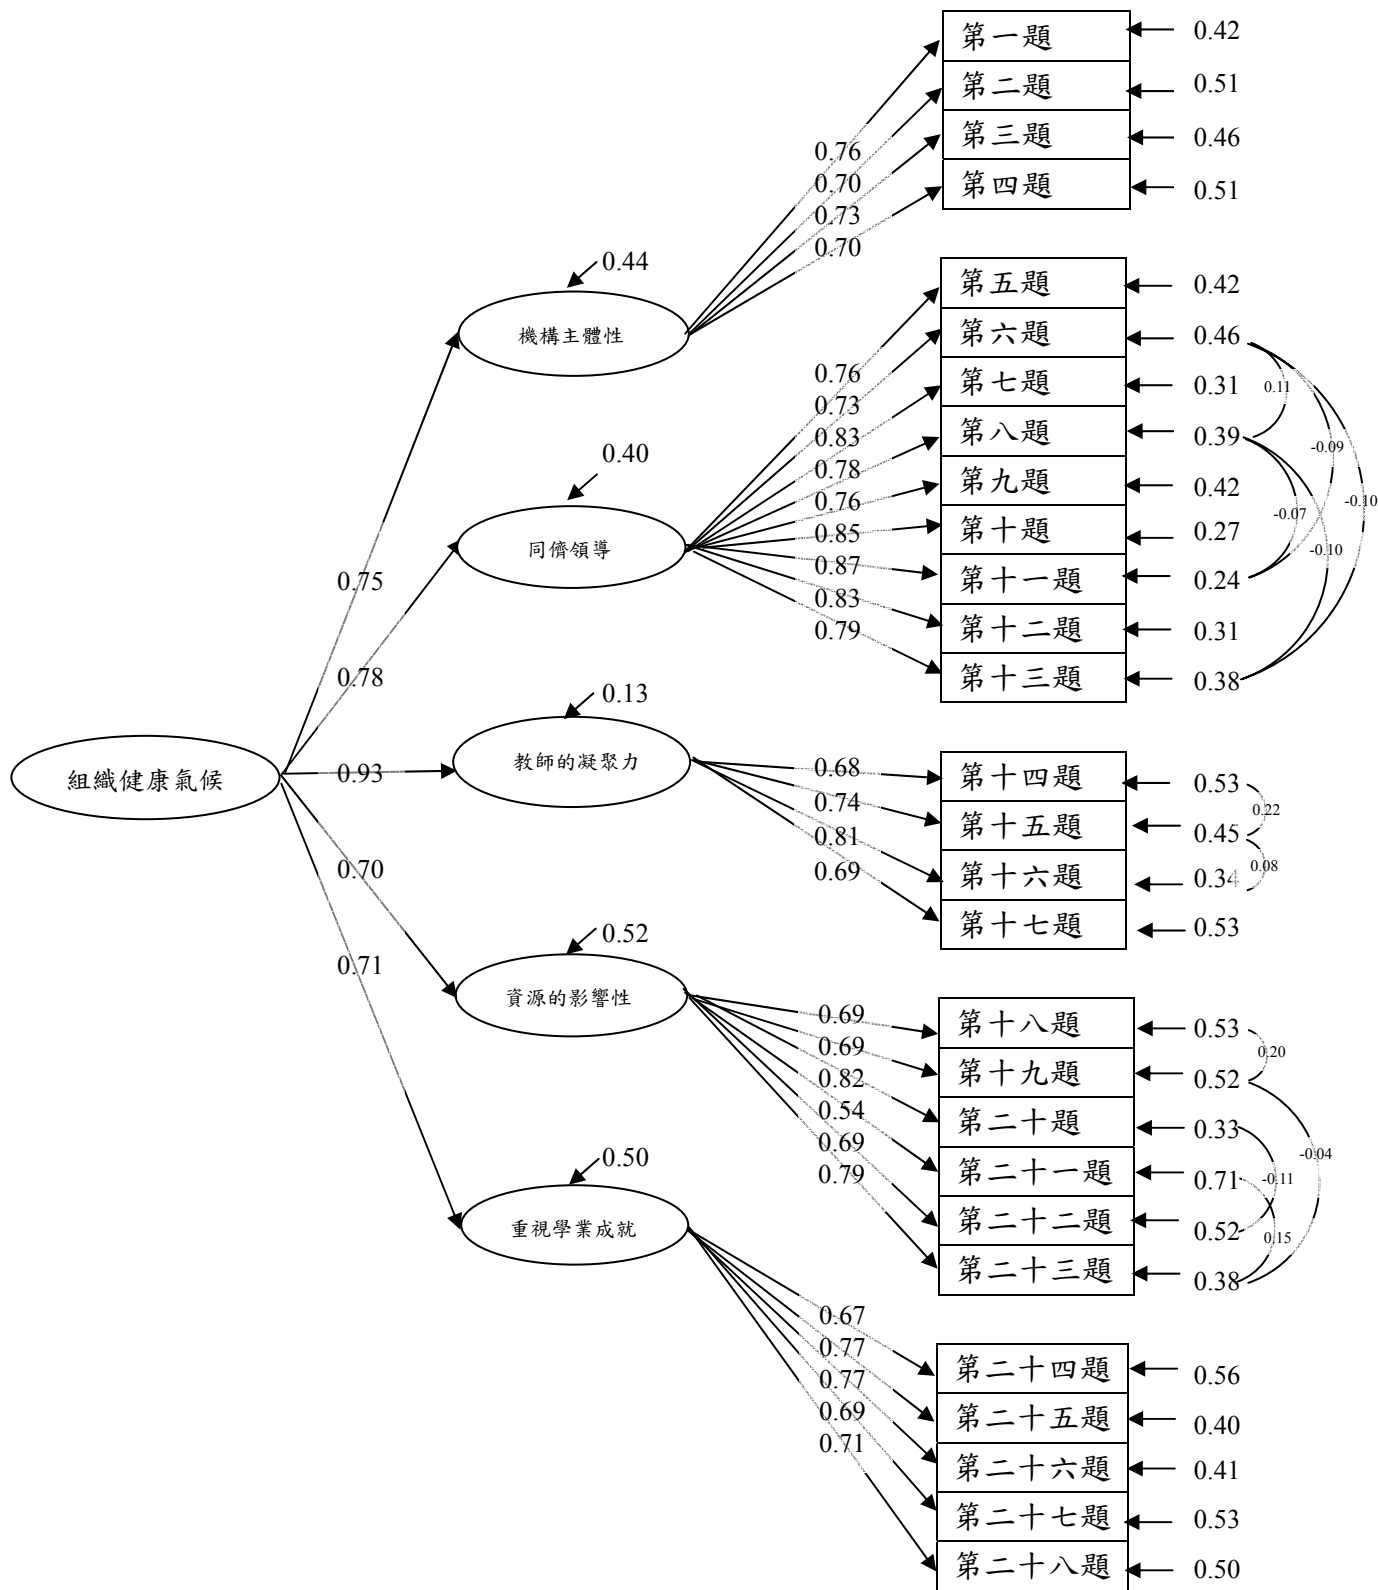 第一題
0.42
第二題
0.51
第三題
0.46
第四題
0.51
0.76
0.70
0.73
0.70
0.44
機構主體性
第五題
0.42
第六題
0.46
第七題
0.31
第八題
0.39
第九題
0.42
第十題
0.27
第十一題
0.24
第十二題
0.31
第十三題
0.38
0.11
-0.09
-0.10
-0.07
-0.10
0.76
0.73
0.83
0.78
0.76
0.85
0.87
0.83
0.79
0.40
同儕領導
0.75
0.78
0.93
0.70
0.71
組織健康氣候
0.13
教師的凝聚力
0.68
0.74
0.81
0.69
第十四題
0.53
第十五題
0.45
第十六題
0.34
第十七題
0.53
0.22
0.08
0.52
資源的影響性
0.69
0.69
0.82
0.54
0.69
0.79
第十八題
0.53
第十九題
0.52
第二十題
0.33
第二十一題
0.71
第二十二題
0.52
第二十三題
0.38
0.20
-0.04
-0.11
0.15
0.50
重視學業成就
0.67
0.77
0.77
0.69
0.71
第二十四題
0.56
第二十五題
0.40
第二十六題
0.41
第二十七題
0.53
第二十八題
0.50